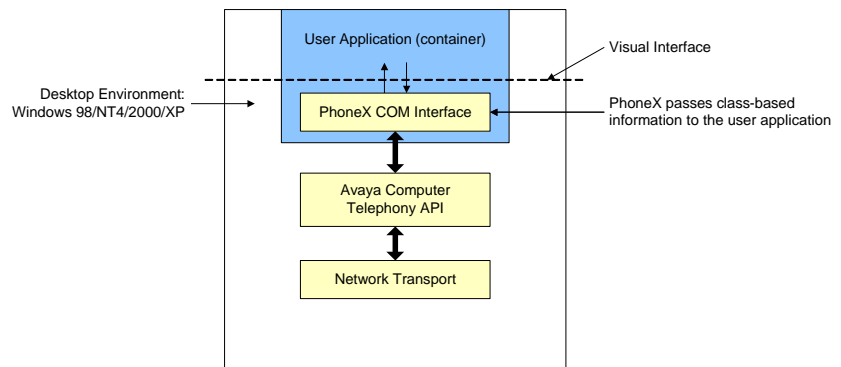 User Application (container)
Visual Interface
Desktop Environment:
Windows 98/NT4/2000/XP
PhoneX COM Interface
PhoneX passes class-based
information to the user application
Avaya Computer
Telephony API
Network Transport